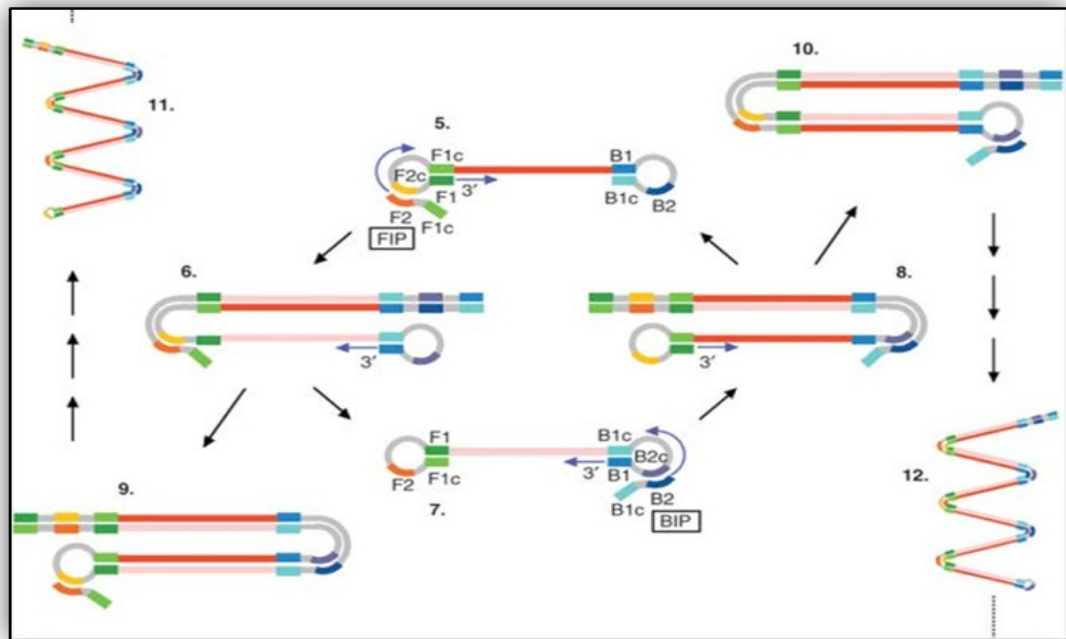 10.
11.
5.
F1c
B1
F2c
3′
F1
B1c
B2
F2
F1c
FIP
6.
8.
3′
3′
F1
B1c
B2c
3′
F2
F1c
B1
9.
7.
B1c
B2
BIP
12.